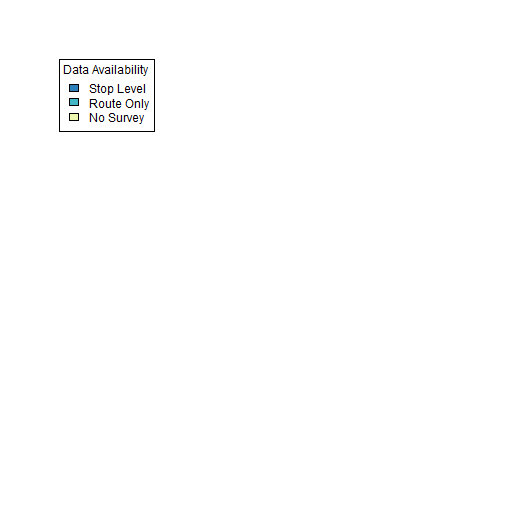 Data Availability
Stop Level
Route Only
No Survey